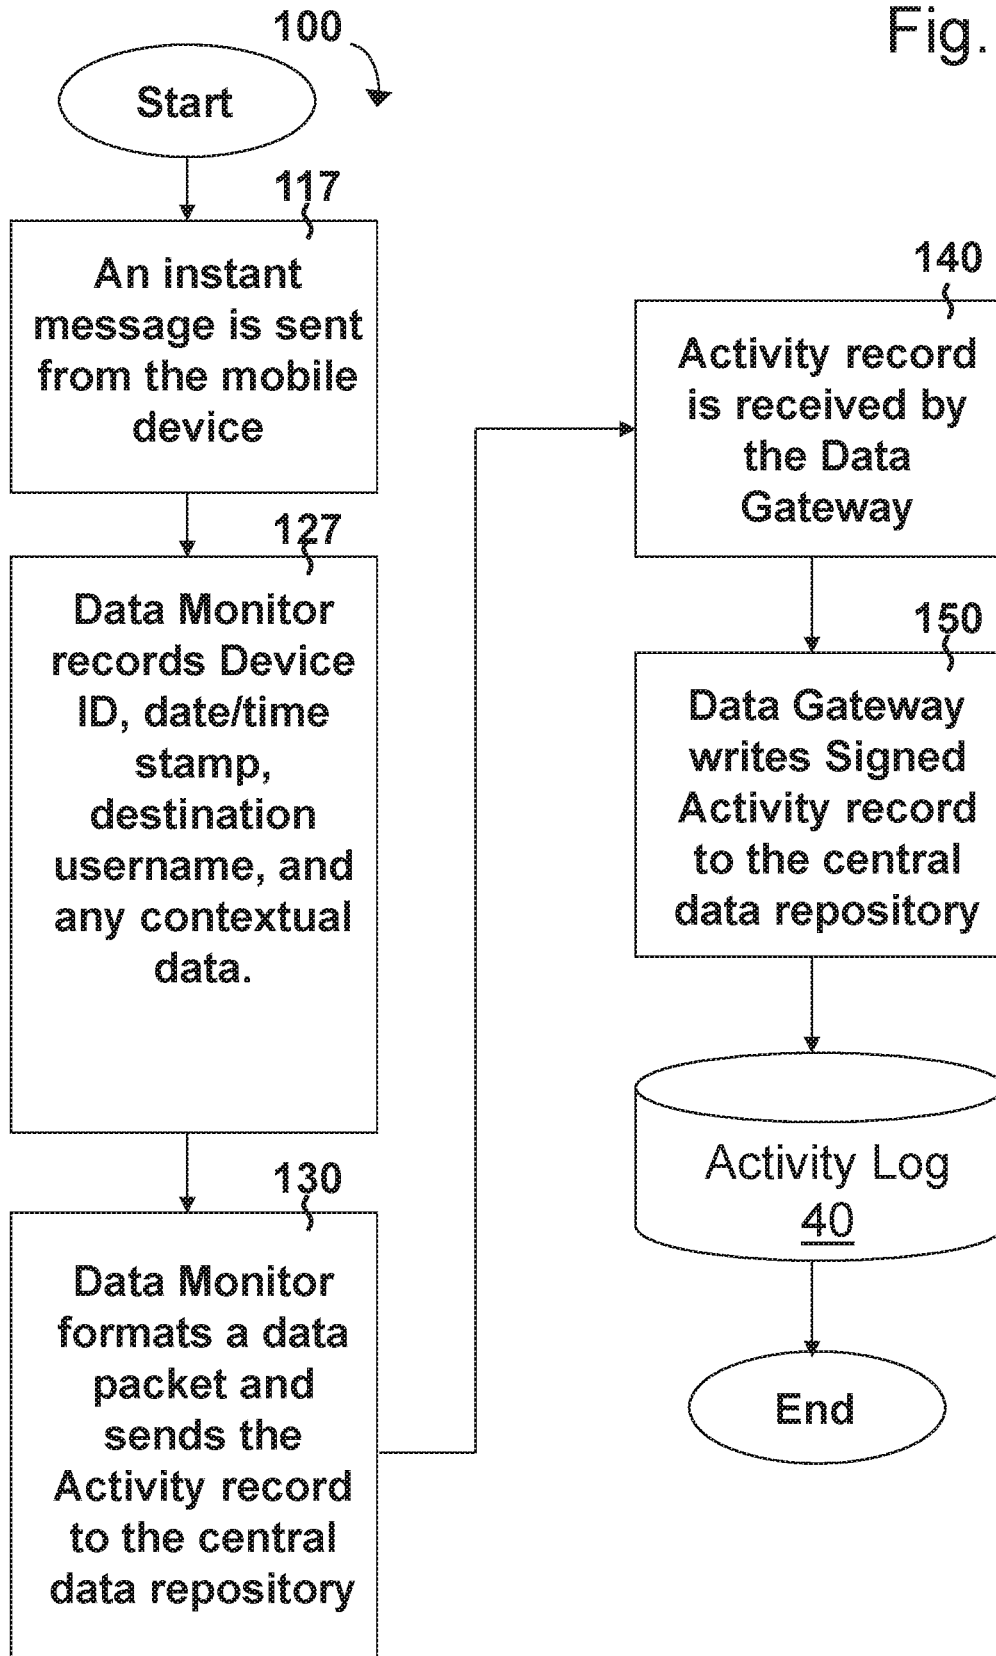 100
Fig.
Start
117
An instant
message is sent
from the mobile
device
127
Data Monitor
records Device
ID, date/time
stamp,
destination
username, and
any contextual
data.
130
Data Monitor
formats a data
packet and
sends the
Activity record
to the central
data repository
140
Activity record
is received by
the Data
Gateway
150
Data Gateway
writes Signed
Activity record
to the central
data repository
Activity Log
40
End